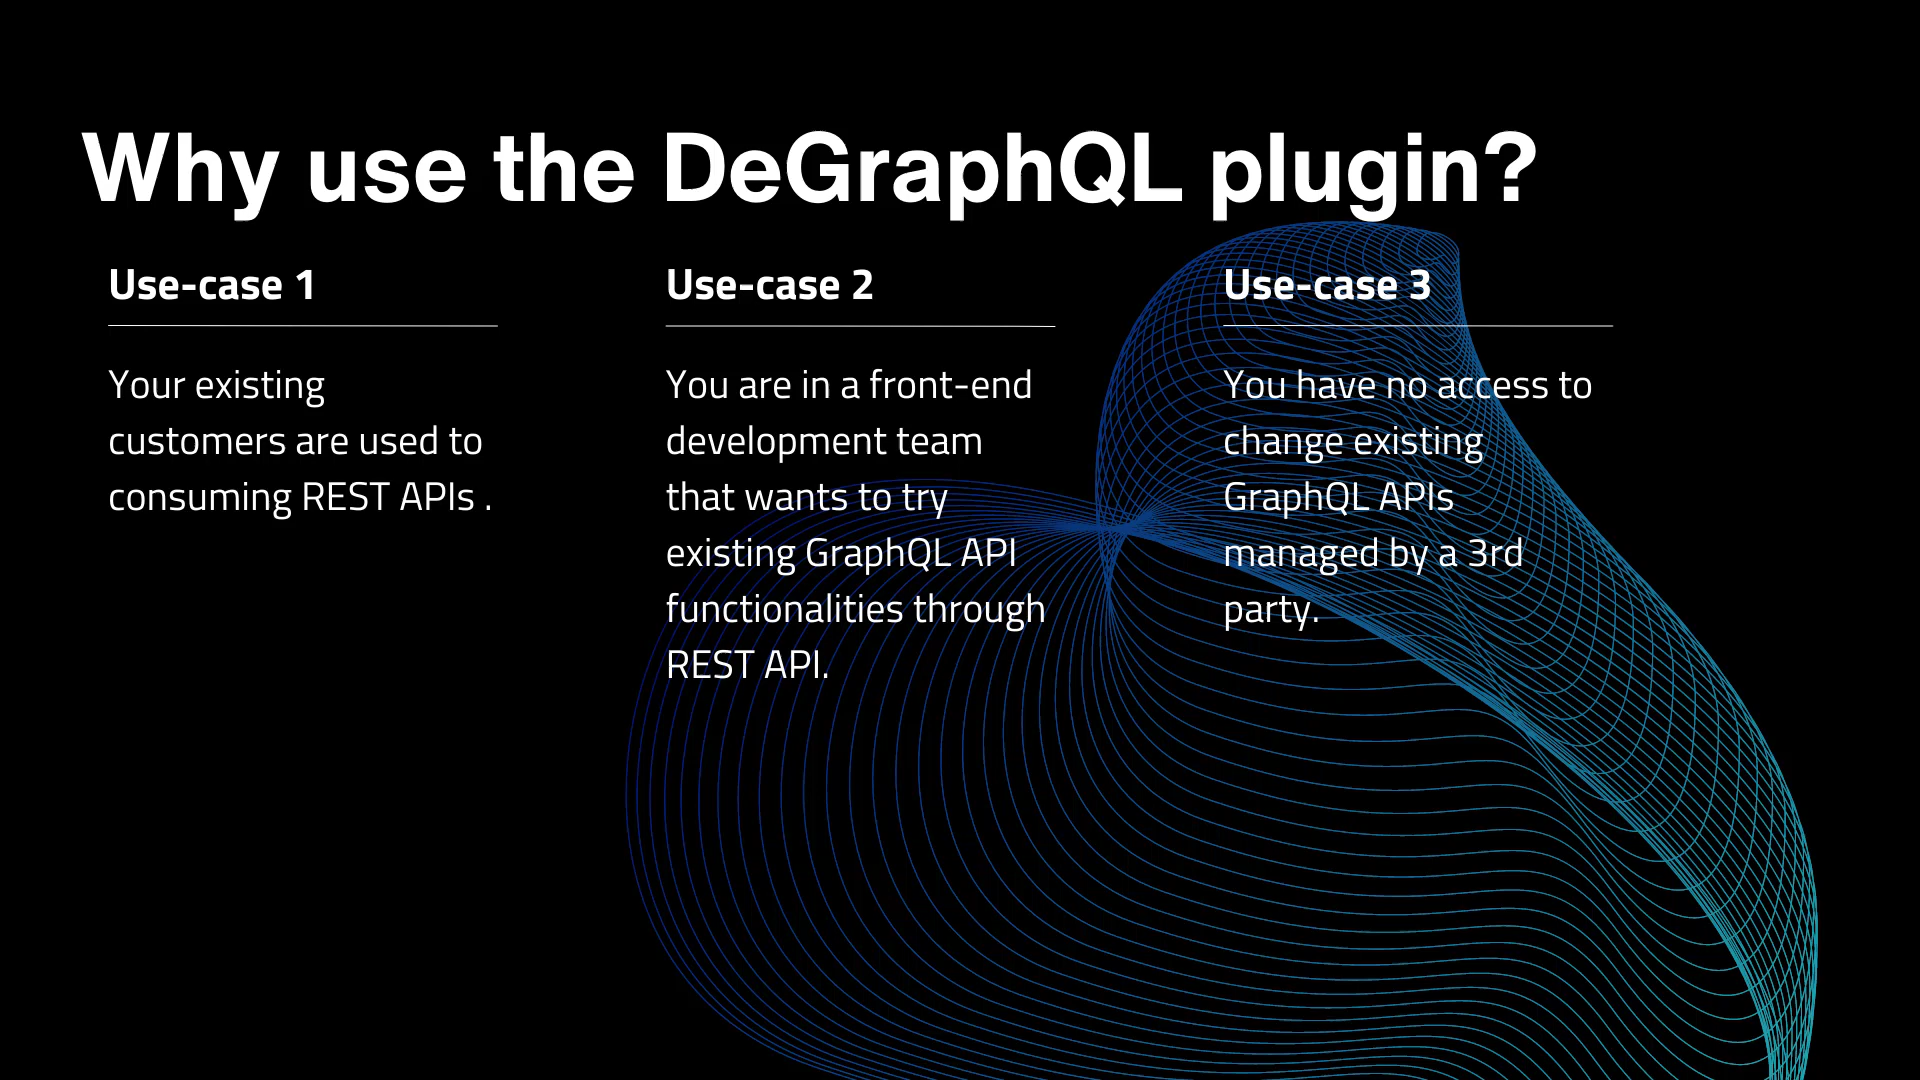 Why use the DeGraphQL plugin?
Use-case 1
Your existing
customers are used to
consuming REST APIs .
Use-case 2
You are in a front-end
development team
that wants to try
existing GraphQL API
functionalities through
REST API.
Use-case 3
You have no access to
change existing
GraphQL APIs
managed by a 3rd
party.